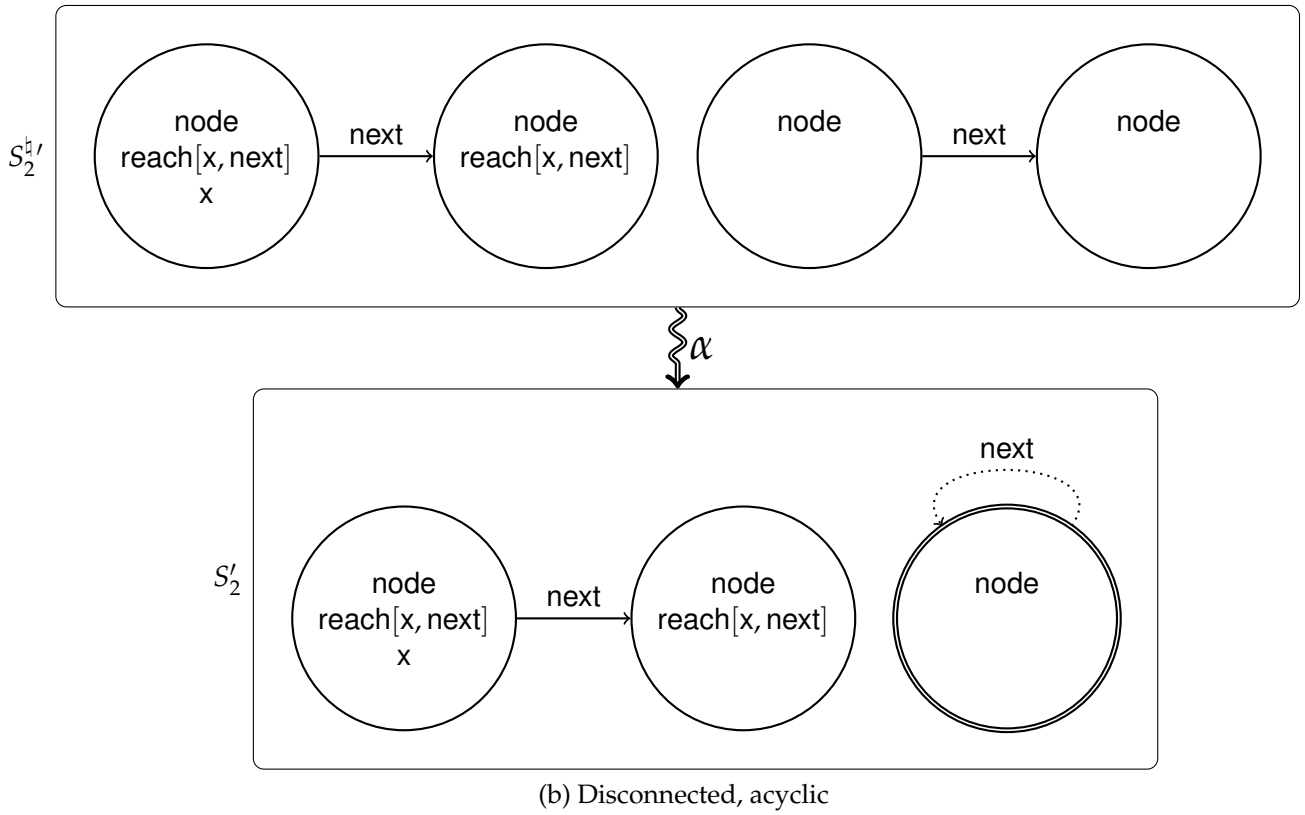 S₂♮′
node
reach[x, next]
x
next
node
reach[x, next]
node
next
node
α
S₂′
node
reach[x, next]
x
next
node
reach[x, next]
next
node
(b) Disconnected, acyclic